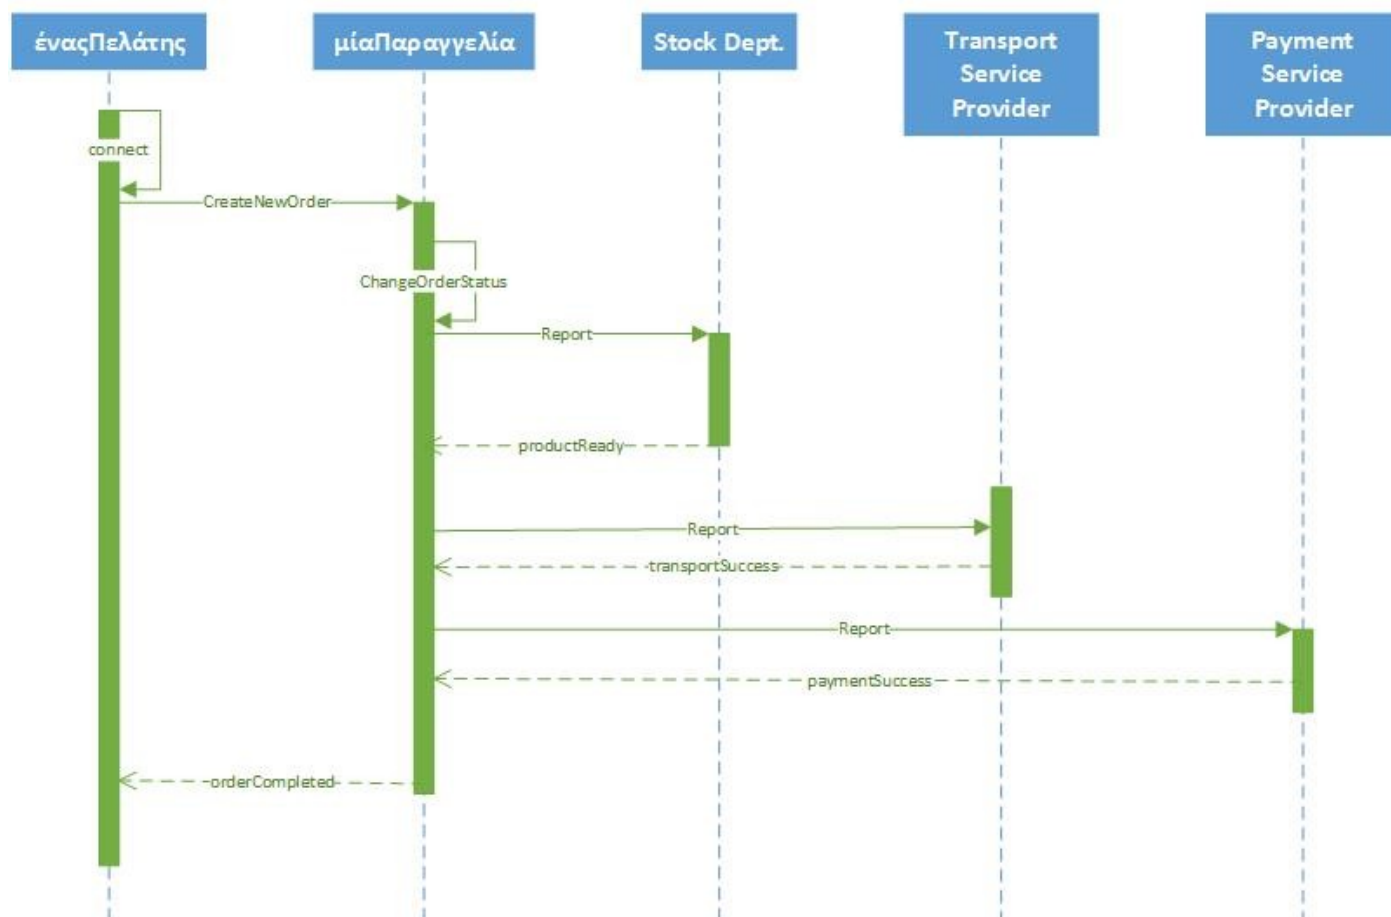 έναςΠελάτης
μίαΠαραγγελία
Stock Dept.
Transport
Service
Provider
Payment
Service
Provider
connect
CreateNewOrder
ChangeOrderStatus
Report
productReady
Report
transportSuccess
Report
paymentSuccess
orderCompleted